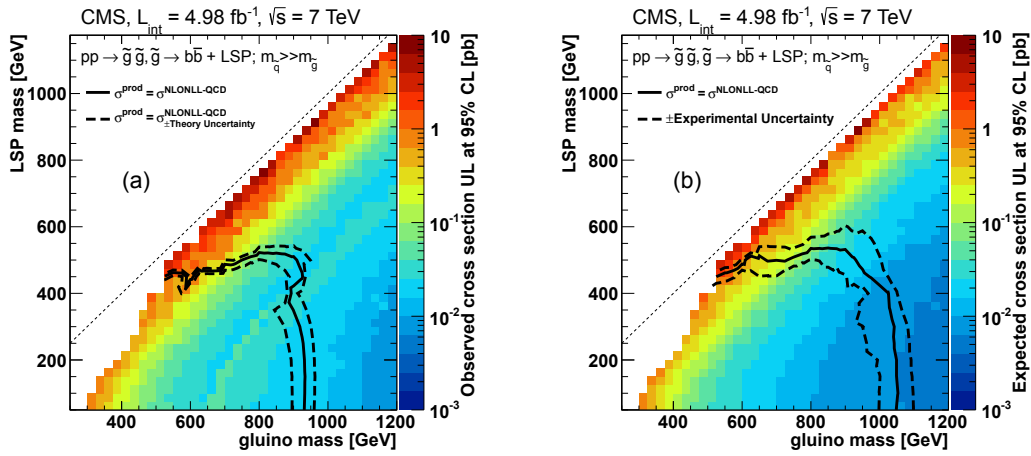 CMS, L_int = 4.98 fb⁻¹, √s = 7 TeV
pp → g̃ g̃, g̃ → bb̄ + LSP; m_q̃ >> m_g̃
σ^prod = σ^NLONLL-QCD
σ^prod = σ^NLONLL-QCD_±Theory Uncertainty
(a)
LSP mass [GeV]
1000
800
600
400
200
400 600 800 1000 1200
gluino mass [GeV]
10
1
10⁻¹
10⁻²
10⁻³
Observed cross section UL at 95% CL [pb]
CMS, L_int = 4.98 fb⁻¹, √s = 7 TeV
pp → g̃ g̃, g̃ → bb̄ + LSP; m_q̃ >> m_g̃
σ^prod = σ^NLONLL-QCD
±Experimental Uncertainty
(b)
LSP mass [GeV]
1000
800
600
400
200
400 600 800 1000 1200
gluino mass [GeV]
10
1
10⁻¹
10⁻²
10⁻³
Expected cross section UL at 95% CL [pb]